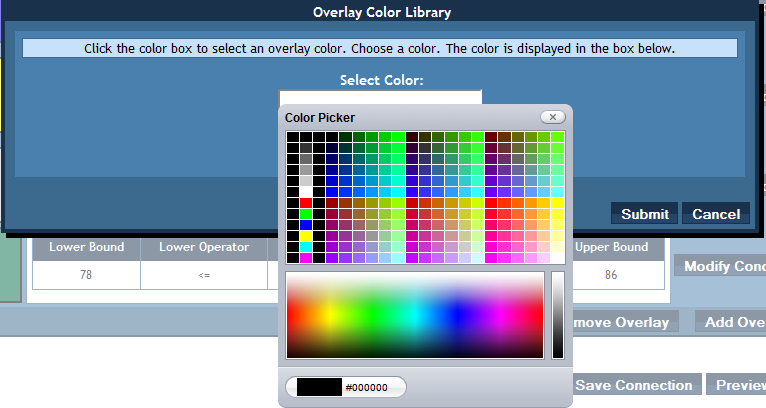 Overlay Color Library
Click the color box to select an overlay color. Choose a color. The color is displayed in the box below.
Select Color:
Color Picker
Submit
Cancel
Lower Bound
Lower Operator
Upper Bound
78
<=
86
Modify Cond
move Overlay
Add Ove
#000000
Save Connection
Preview